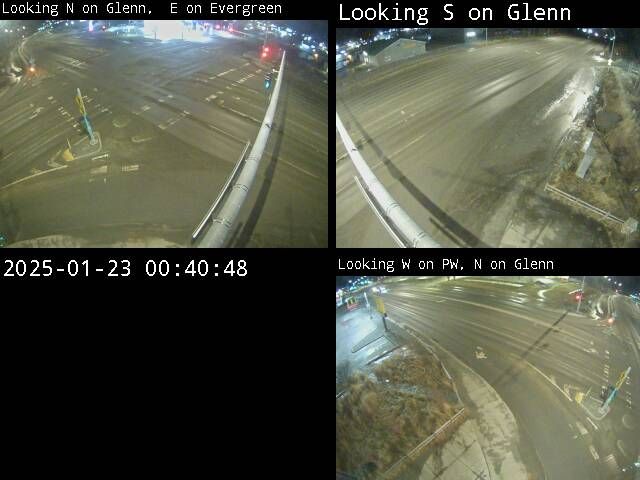 Looking N on Glenn, E on Evergreen
Looking S on Glenn
2025-01-23 00:40:48
Looking W on PW, N on Glenn